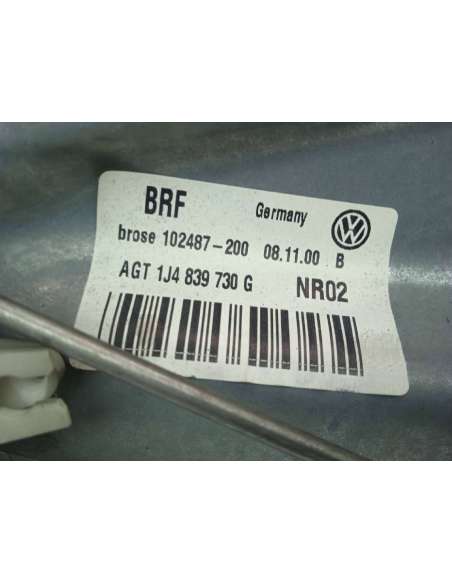 BRF Germany
brose 102487-200 08.11.00 B
AGT 1J4 839 730 G NR02